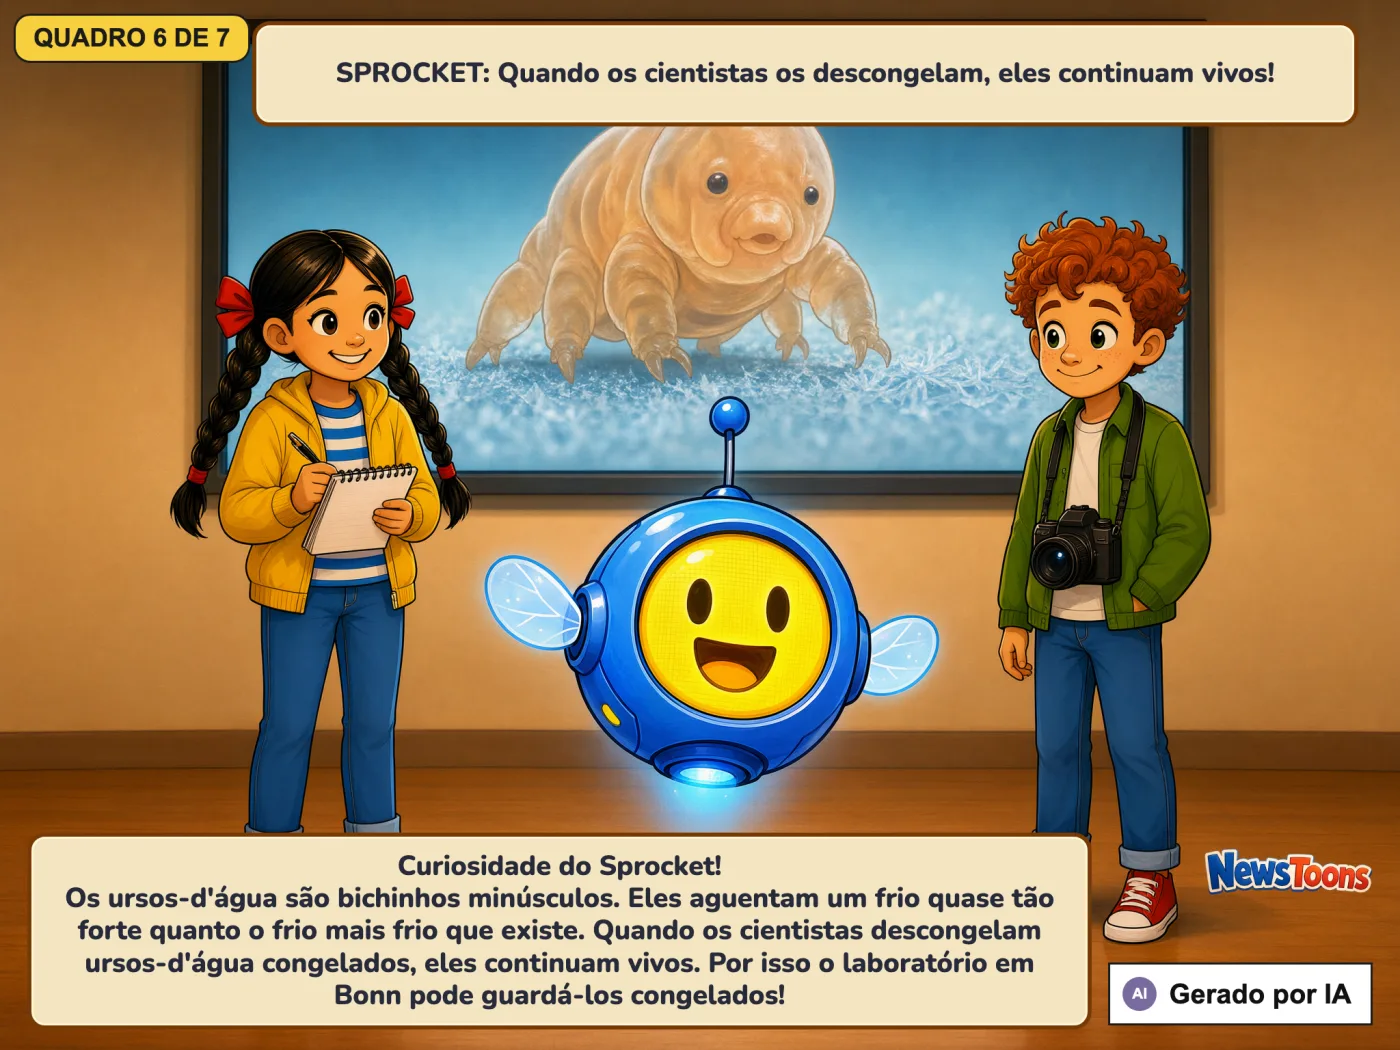 QUADRO 6 DE 7
SPROCKET: Quando os cientistas os descongelam, eles continuam vivos!
Curiosidade do Sprocket!
Os ursos-d'água são bichinhos minúsculos. Eles aguentam um frio quase tão
forte quanto o frio mais frio que existe. Quando os cientistas descongelam
ursos-d'água congelados, eles continuam vivos. Por isso o laboratório em
Bonn pode guardá-los congelados!
NewsToons
AI Gerado por IA